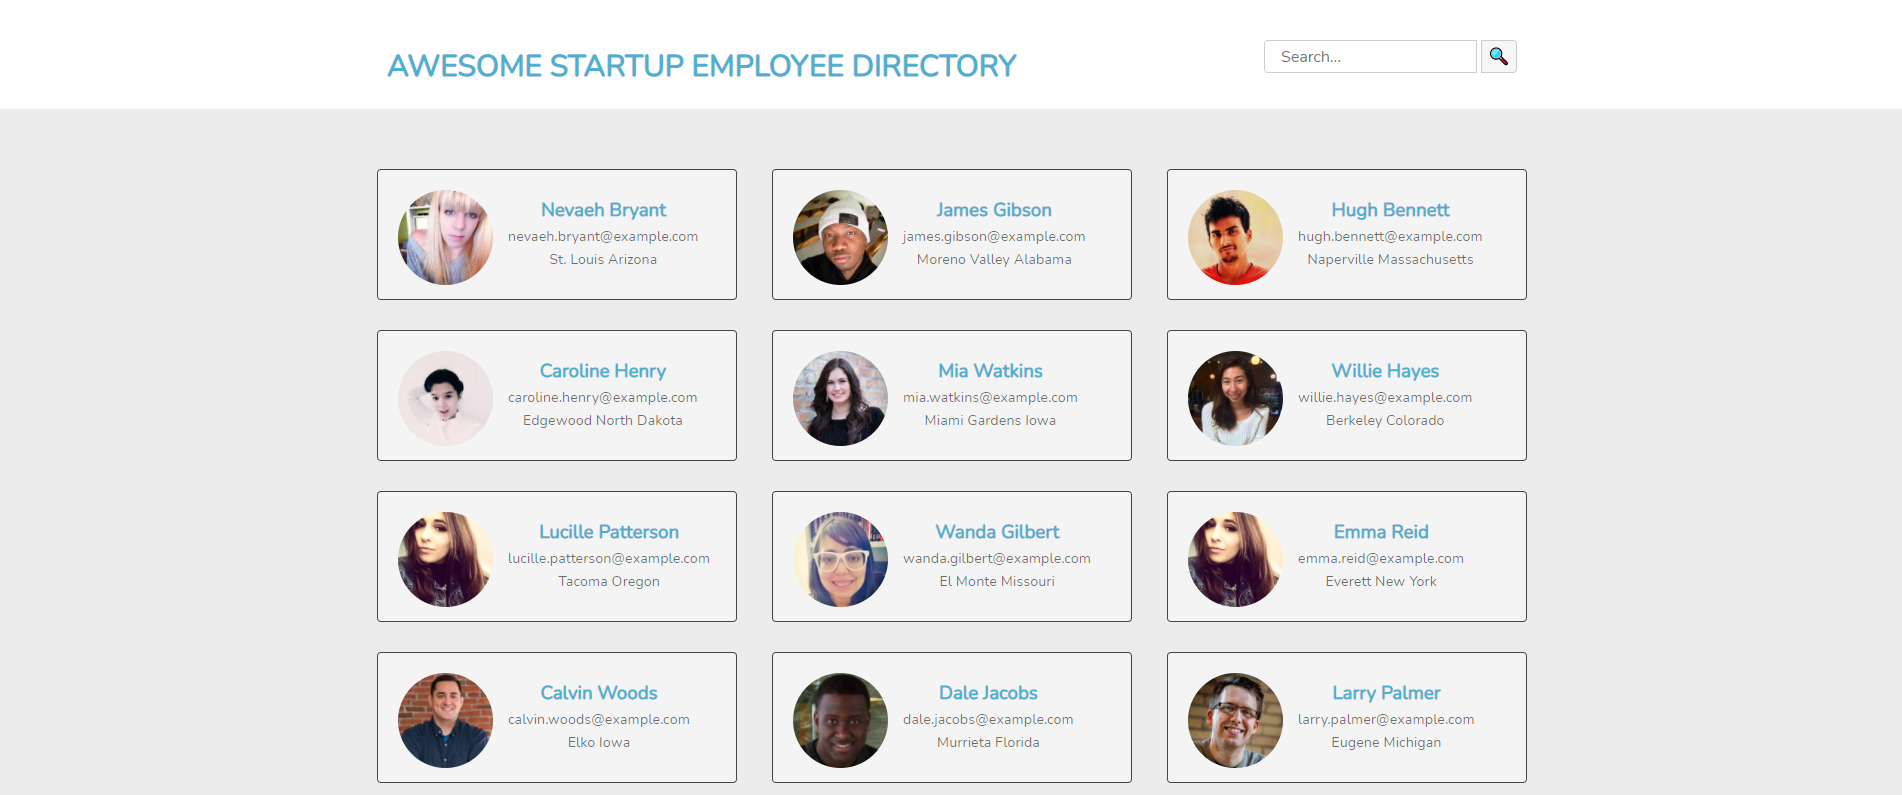 AWESOME STARTUP EMPLOYEE DIRECTORY
Search...
Nevaeh Bryant
nevaeh.bryant@example.com
St. Louis Arizona
James Gibson
james.gibson@example.com
Moreno Valley Alabama
Hugh Bennett
hugh.bennett@example.com
Naperville Massachusetts
Caroline Henry
caroline.henry@example.com
Edgewood North Dakota
Mia Watkins
mia.watkins@example.com
Miami Gardens Iowa
Willie Hayes
willie.hayes@example.com
Berkeley Colorado
Lucille Patterson
lucille.patterson@example.com
Tacoma Oregon
Wanda Gilbert
wanda.gilbert@example.com
El Monte Missouri
Emma Reid
emma.reid@example.com
Everett New York
Calvin Woods
calvin.woods@example.com
Elko Iowa
Dale Jacobs
dale.jacobs@example.com
Murrieta Florida
Larry Palmer
larry.palmer@example.com
Eugene Michigan